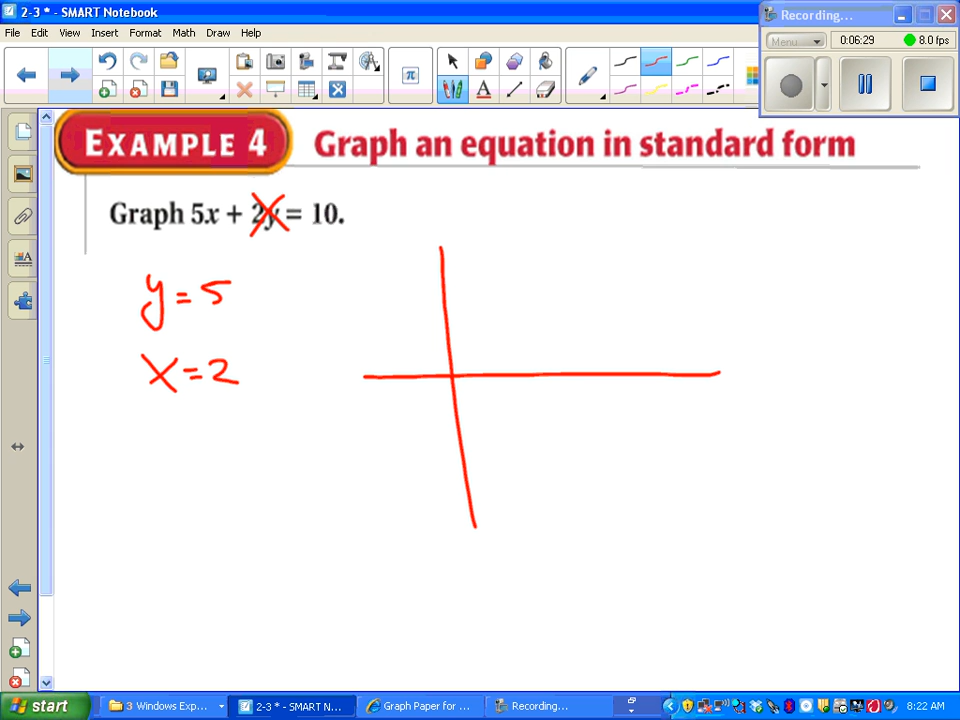 2-3 * - SMART Notebook
Recording...
File Edit View Insert Format Math Draw Help
Menu 0:06:29 8.0 fps
π
A
EXAMPLE 4 Graph an equation in standard form
Graph 5x + 2y = 10.
y = 5
x = 2
start 3 Windows Exp... 2-3 * - SMART N... Graph Paper for ... Recording... 8:22 AM